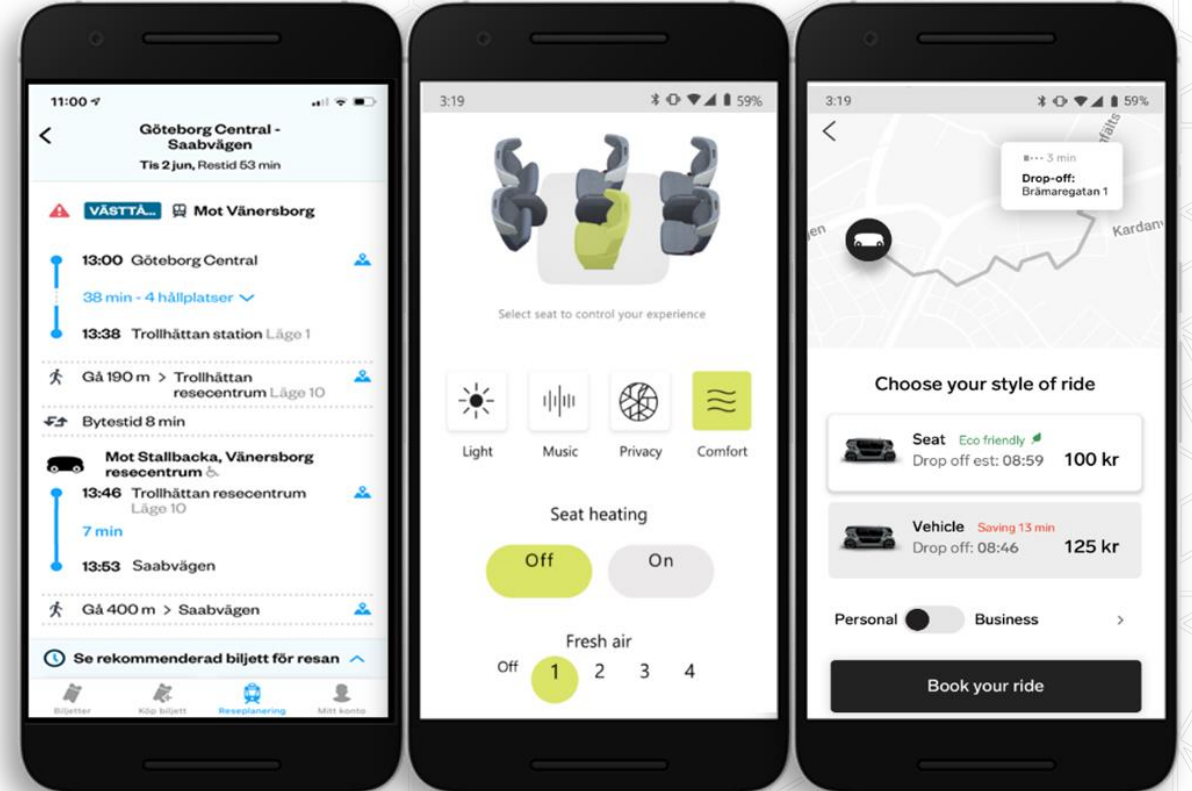 11:00
Göteborg Central -
Saabvägen
Tis 2 jun, Restid 53 min
VÄSTTÅ... Mot Vänersborg
13:00 Göteborg Central
38 min - 4 hållplatser
13:38 Trollhättan station Läge 1
Gå 190 m > Trollhättan
resecentrum Läge 10
Bytestid 8 min
Mot Stallbacka, Vänersborg
resecentrum
13:46 Trollhättan resecentrum
Läge 10
7 min
13:53 Saabvägen
Gå 400 m > Saabvägen
Se rekommenderad biljett för resan
Biljetter Köp biljett Reseplanering Mitt konto
3:19 59%
Select seat to control your experience
Light Music Privacy Comfort
Seat heating
Off On
Fresh air
Off 1 2 3 4
3:19 59%
3 min
Drop-off:
Brämaregatan 1
Choose your style of ride
Seat Eco friendly
Drop off est: 08:59 100 kr
Vehicle Saving 13 min
Drop off: 08:46 125 kr
Personal Business >
Book your ride